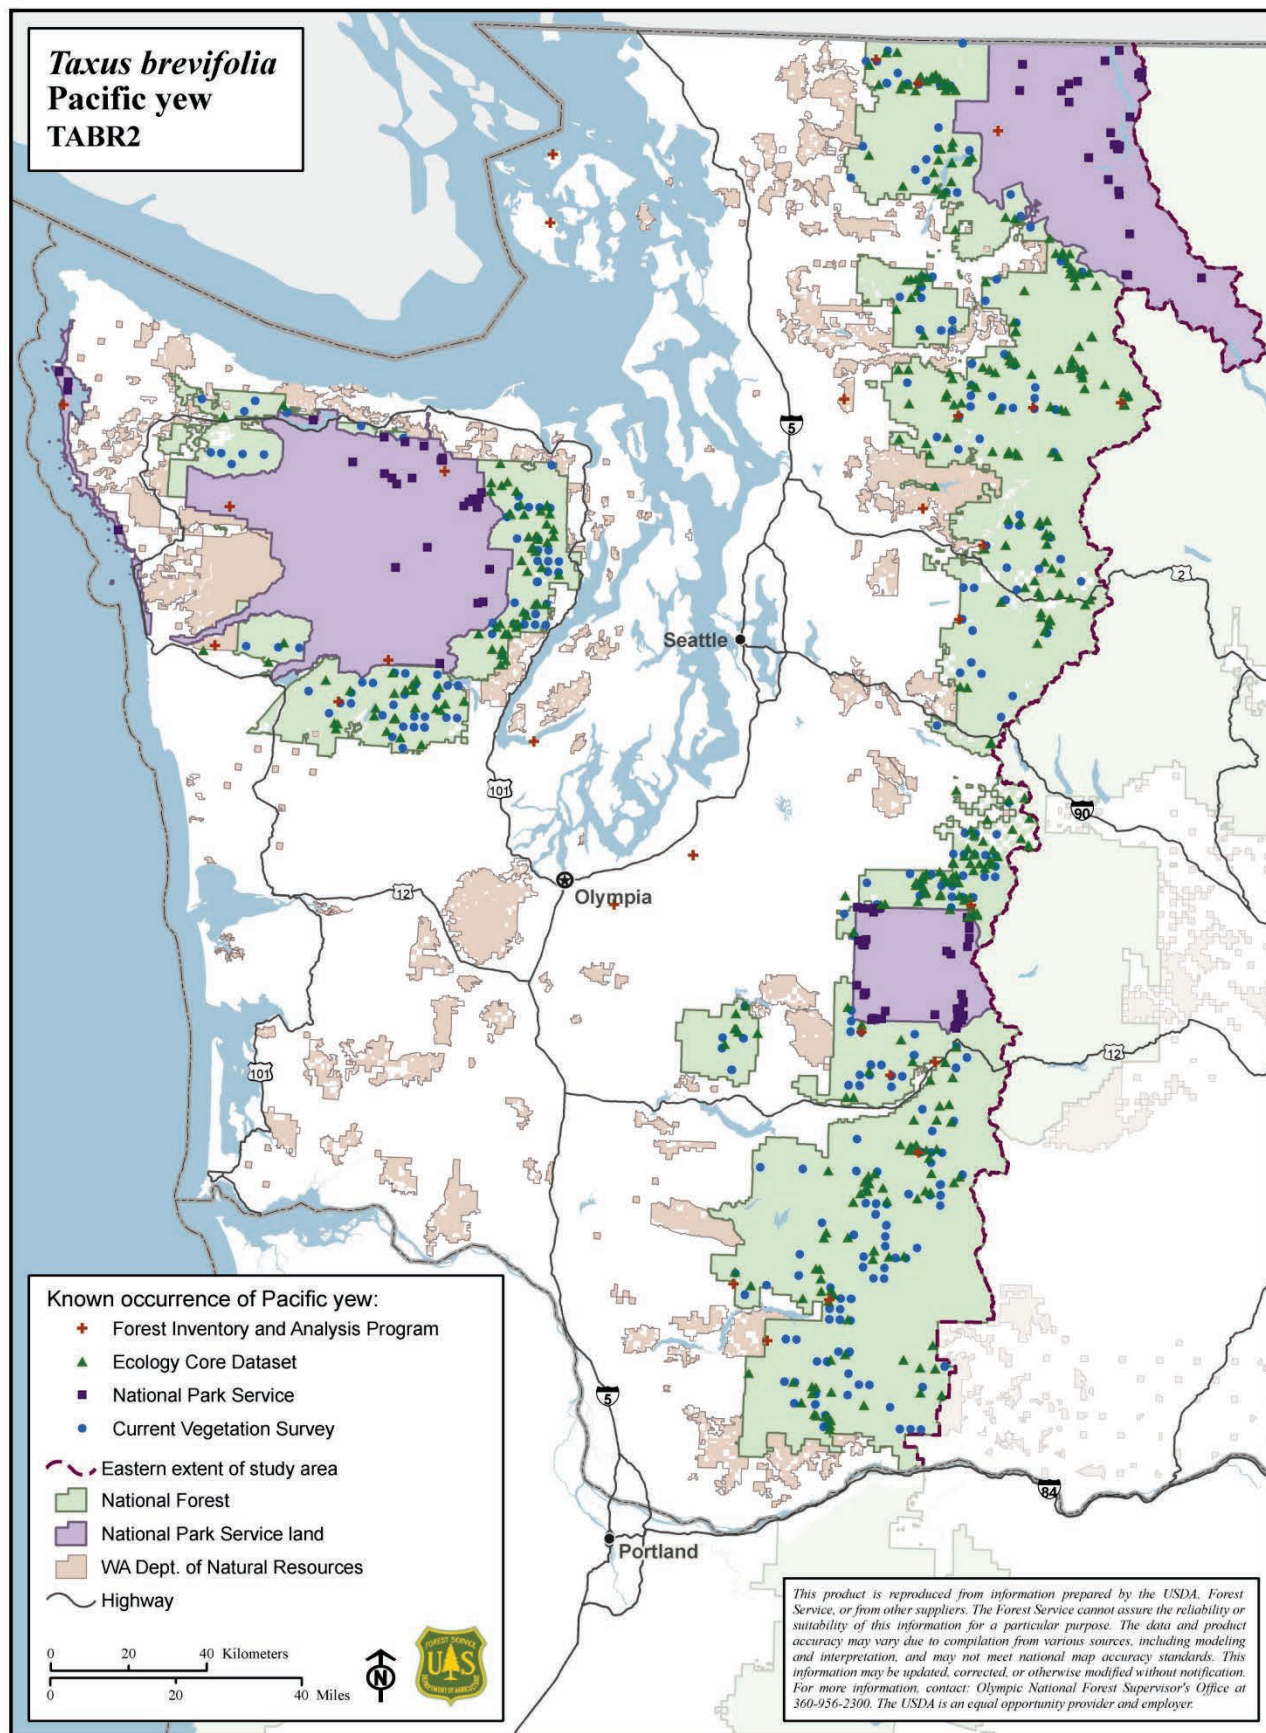 Taxus brevifolia
Pacific yew
TABR2
5
2
Seattle
101
90
12
Olympia
12
101
Known occurrence of Pacific yew:
Forest Inventory and Analysis Program
Ecology Core Dataset
National Park Service
Current Vegetation Survey
Eastern extent of study area
National Forest
National Park Service land
WA Dept. of Natural Resources
Highway
0 20 40 Kilometers
0 20 40 Miles
N
FOREST SERVICE
U S
DEPARTMENT OF AGRICULTURE
5
84
Portland
This product is reproduced from information prepared by the USDA, Forest
Service, or from other suppliers. The Forest Service cannot assure the reliability or
suitability of this information for a particular purpose. The data and product
accuracy may vary due to compilation from various sources, including modeling
and interpretation, and may not meet national map accuracy standards. This
information may be updated, corrected, or otherwise modified without notification.
For more information, contact: Olympic National Forest Supervisor's Office at
360-956-2300. The USDA is an equal opportunity provider and employer.